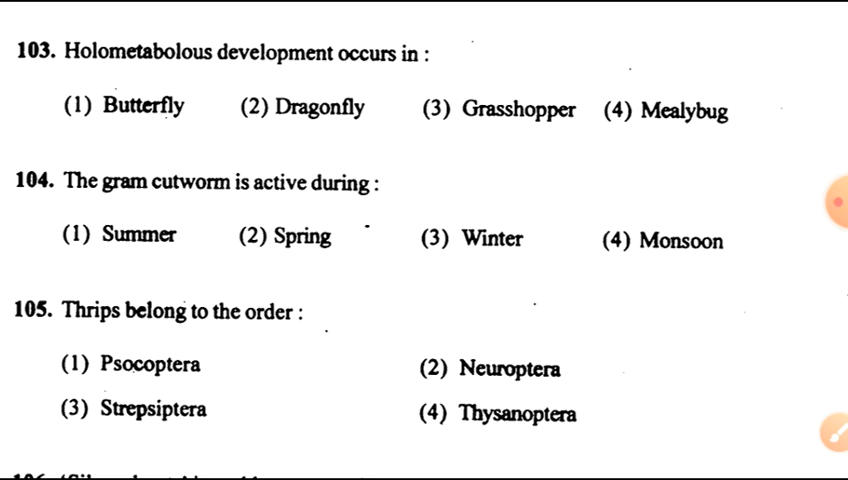 103. Holometabolous development occurs in :
(1) Butterfly (2) Dragonfly (3) Grasshopper (4) Mealybug
104. The gram cutworm is active during :
(1) Summer (2) Spring (3) Winter (4) Monsoon
105. Thrips belong to the order :
(1) Psocoptera (2) Neuroptera
(3) Strepsiptera (4) Thysanoptera